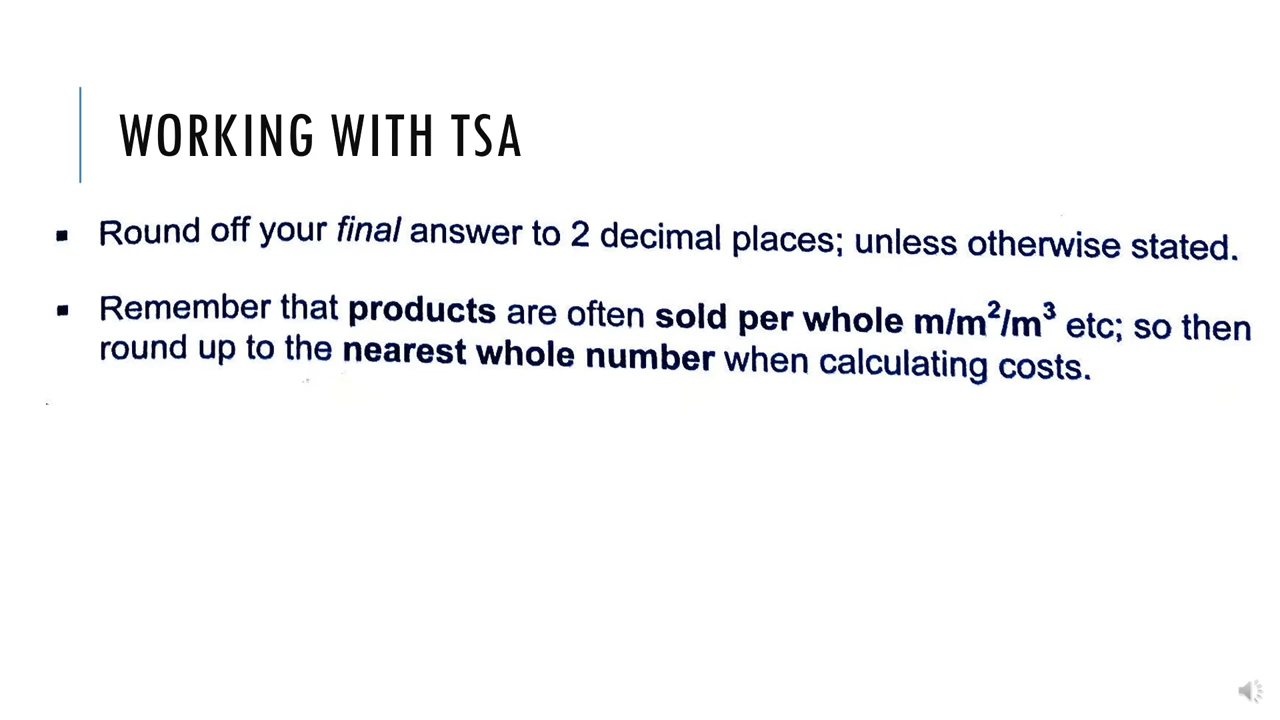 WORKING WITH TSA
▪ Round off your final answer to 2 decimal places; unless otherwise stated.
▪ Remember that products are often sold per whole m/m²/m³ etc; so then
round up to the nearest whole number when calculating costs.